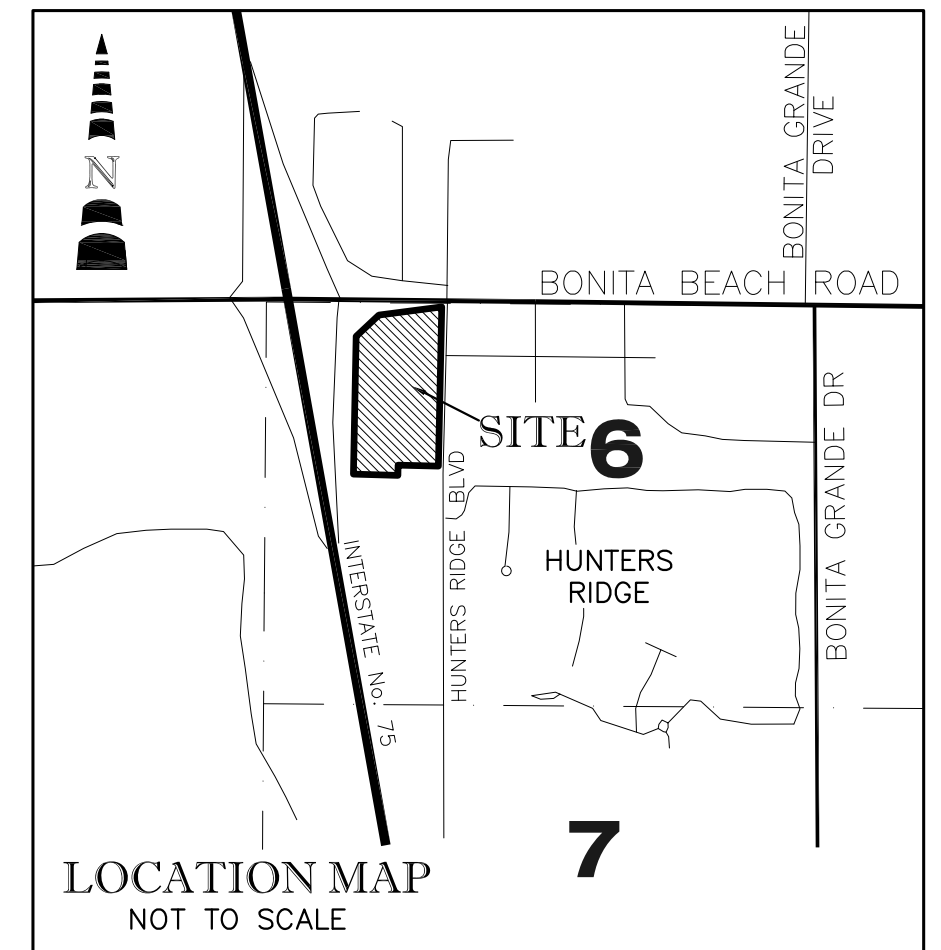 BONITA GRANDE
DRIVE
N
BONITA BEACH ROAD
SITE
6
BONITA GRANDE DR
HUNTERS RIDGE BLVD
HUNTERS
RIDGE
INTERSTATE No. 75
7
LOCATION MAP
NOT TO SCALE